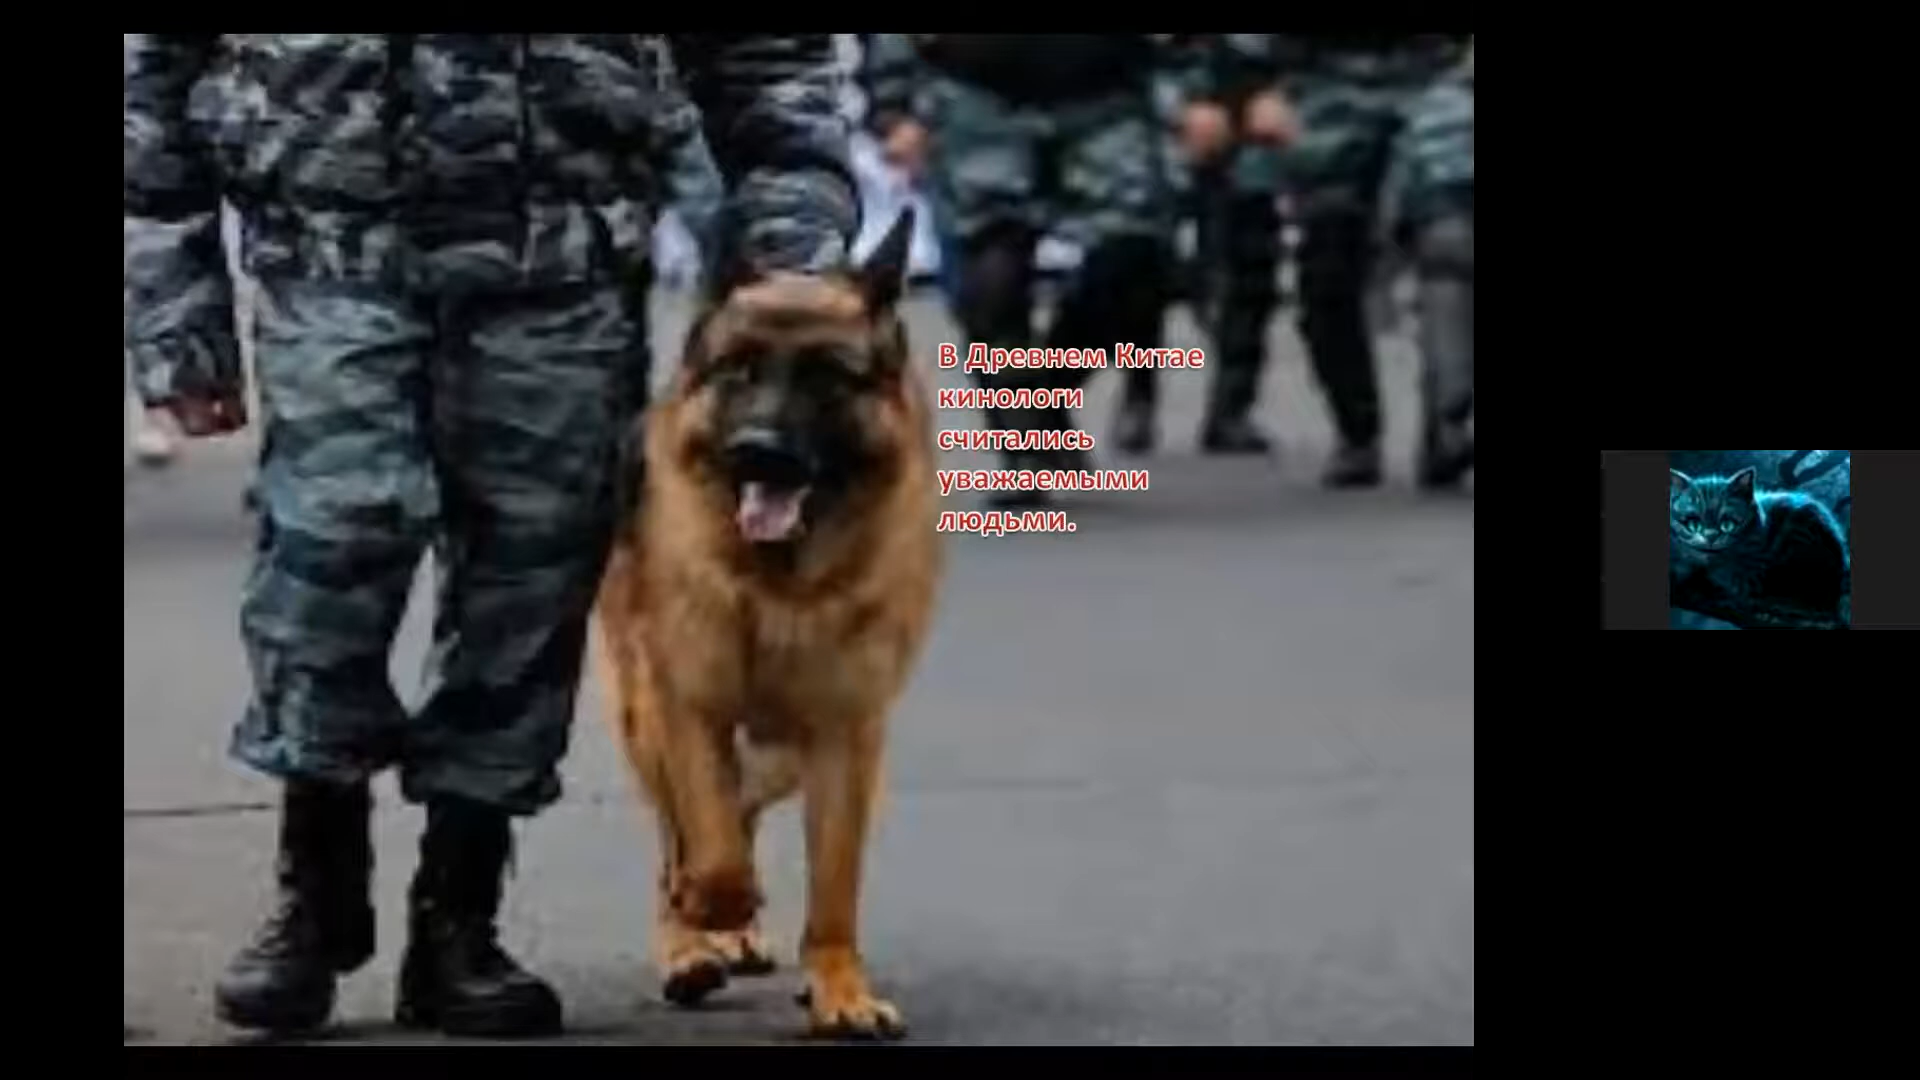 В Древнем Китае
кинологи
считались
уважаемыми
людьми.